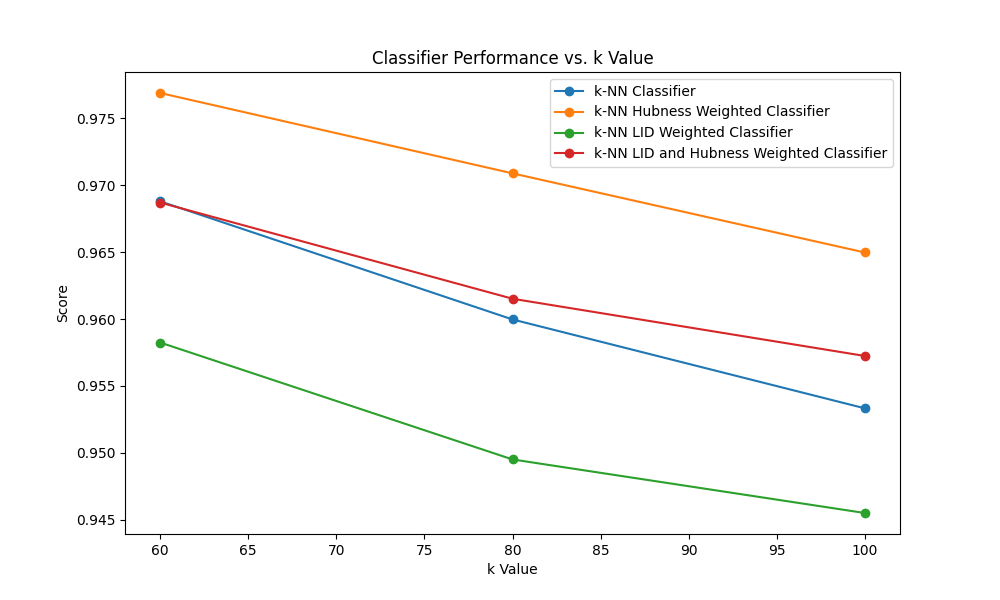 Classifier Performance vs. k Value
k-NN Classifier
k-NN Hubness Weighted Classifier
k-NN LID Weighted Classifier
k-NN LID and Hubness Weighted Classifier
Score
0.975
0.970
0.965
0.960
0.955
0.950
0.945
60 65 70 75 80 85 90 95 100
k Value